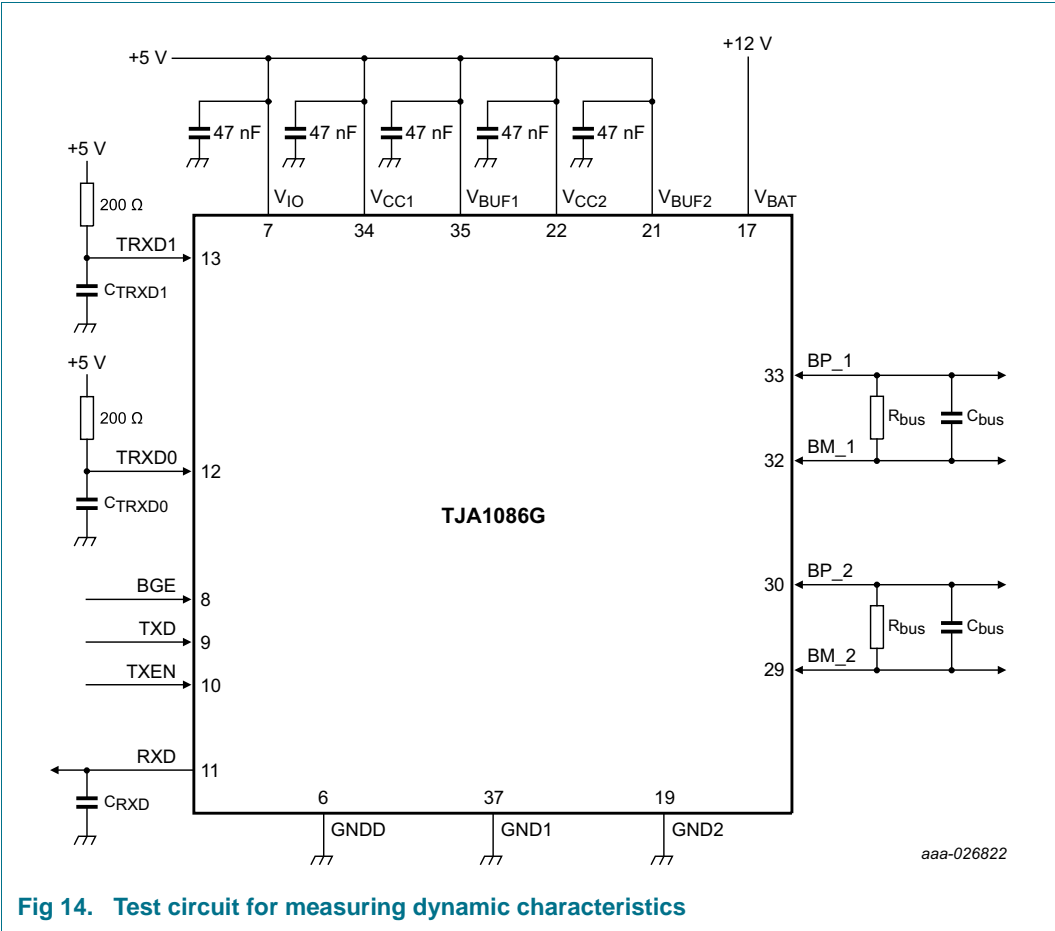 +12 V
+5 V
47 nF 47 nF 47 nF 47 nF 47 nF
+5 V
200 Ω
VIO VCC1 VBUF1 VCC2 VBUF2 VBAT
7 34 35 22 21 17
TRXD1
13
CTRXD1
+5 V
200 Ω
TRXD0
12
CTRXD0
BP_1
33
Rbus Cbus
BM_1
32
TJA1086G
BP_2
30
Rbus Cbus
BM_2
29
BGE
8
TXD
9
TXEN
10
RXD
11
CRXD
6 37 19
GNDD GND1 GND2
aaa-026822
Fig 14. Test circuit for measuring dynamic characteristics